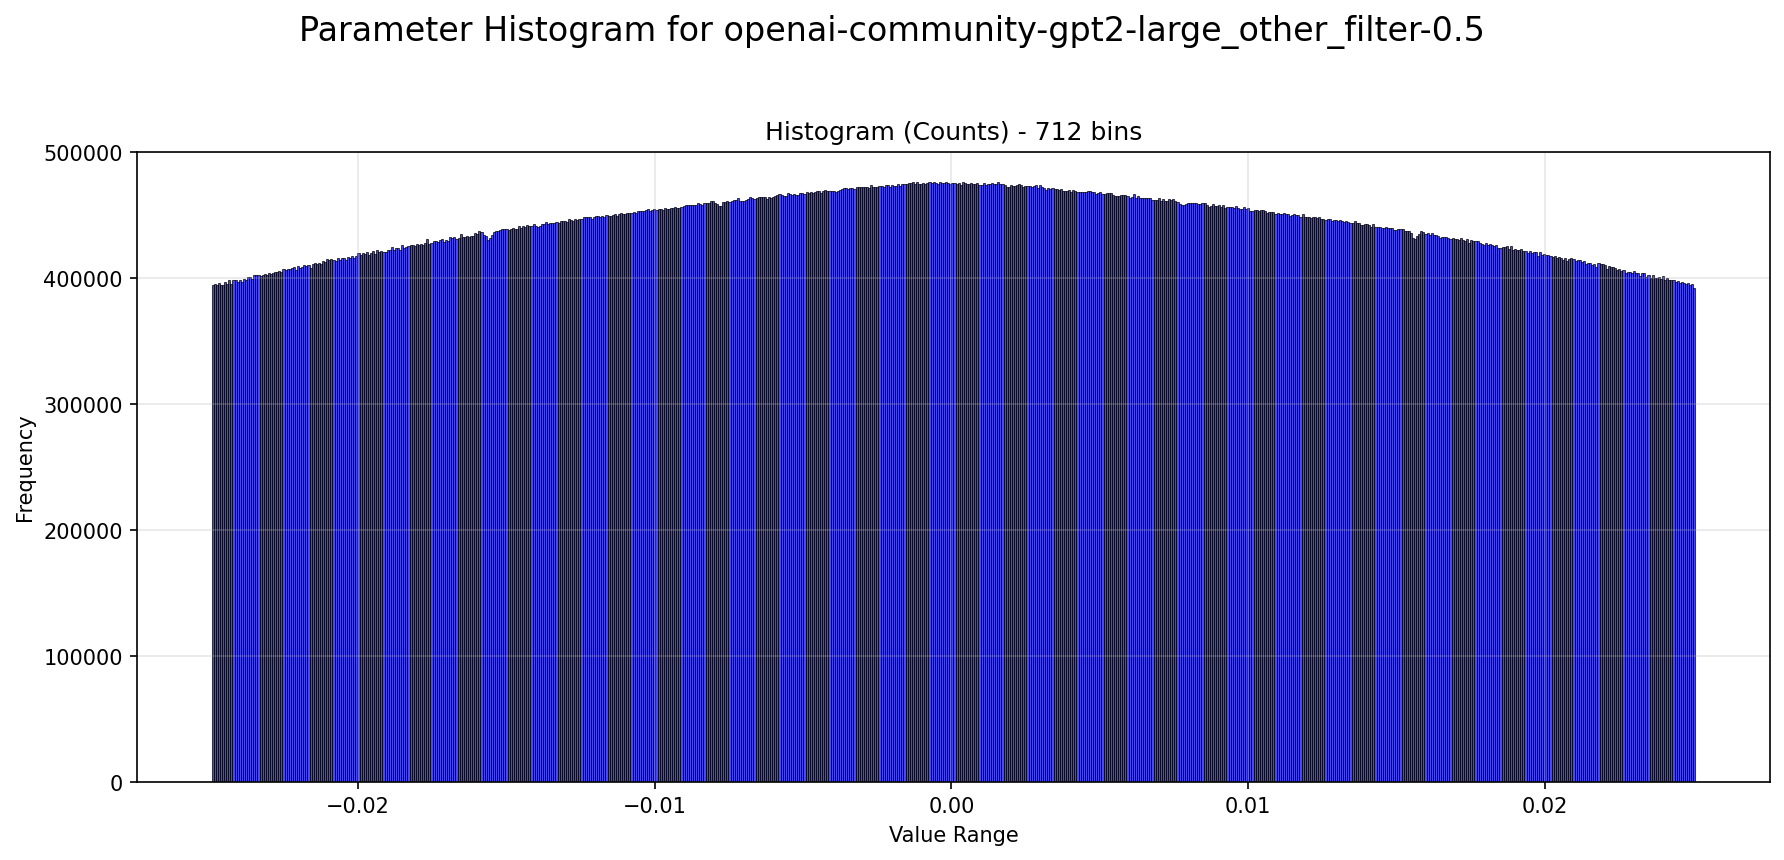 Parameter Histogram for openai-community-gpt2-large_other_filter-0.5
Histogram (Counts) - 712 bins
500000
400000
300000
200000
100000
0
Frequency
−0.02
−0.01
0.00
0.01
0.02
Value Range